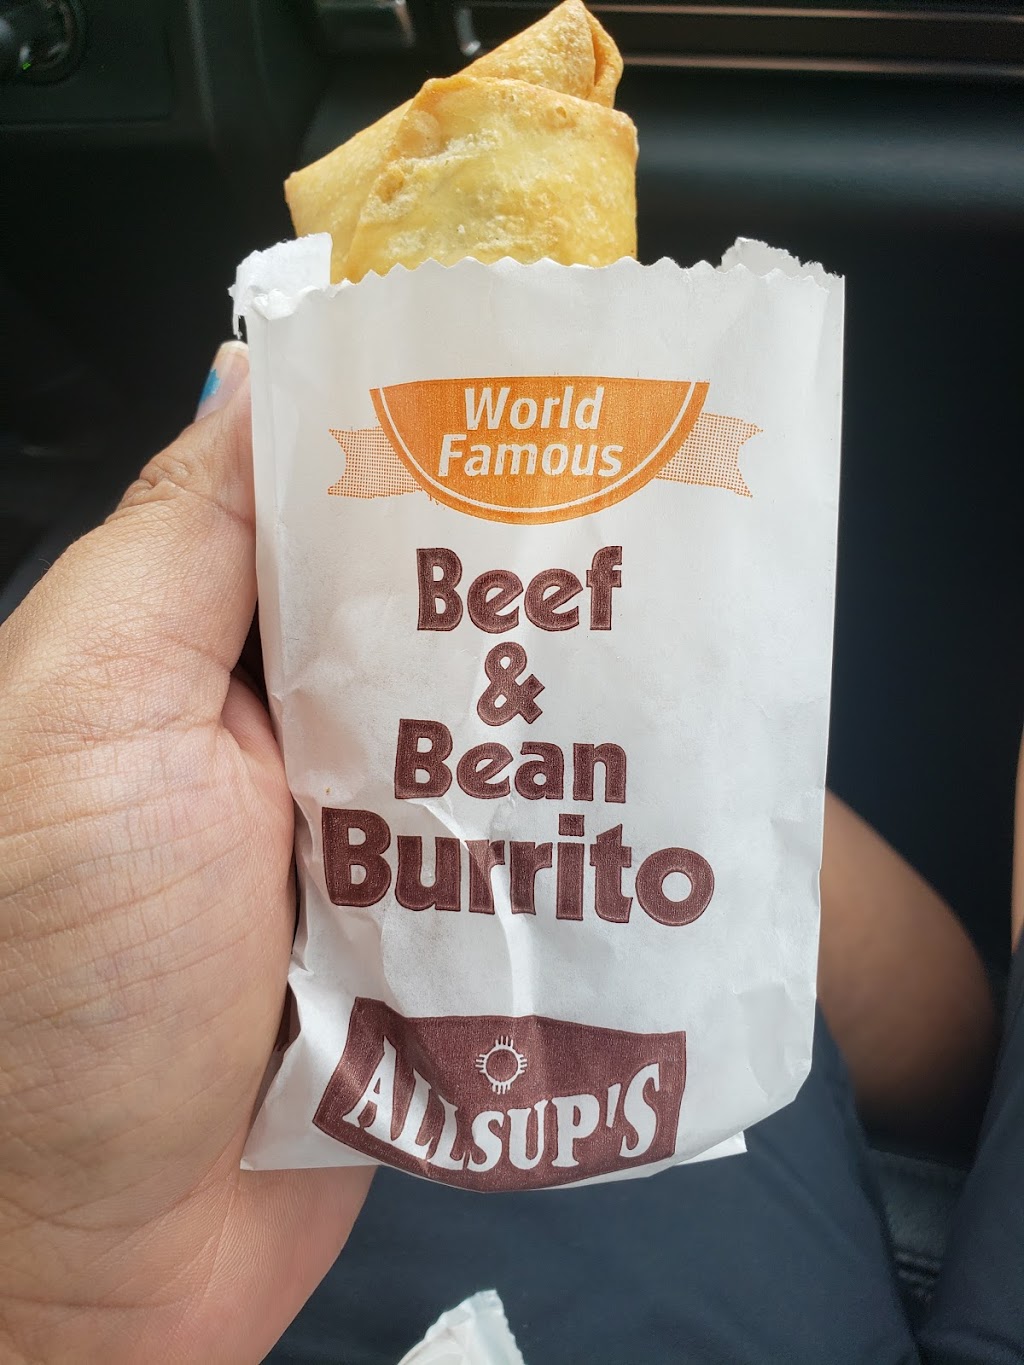 World
Famous
Beef
&
Bean
Burrito
ALLSUP'S